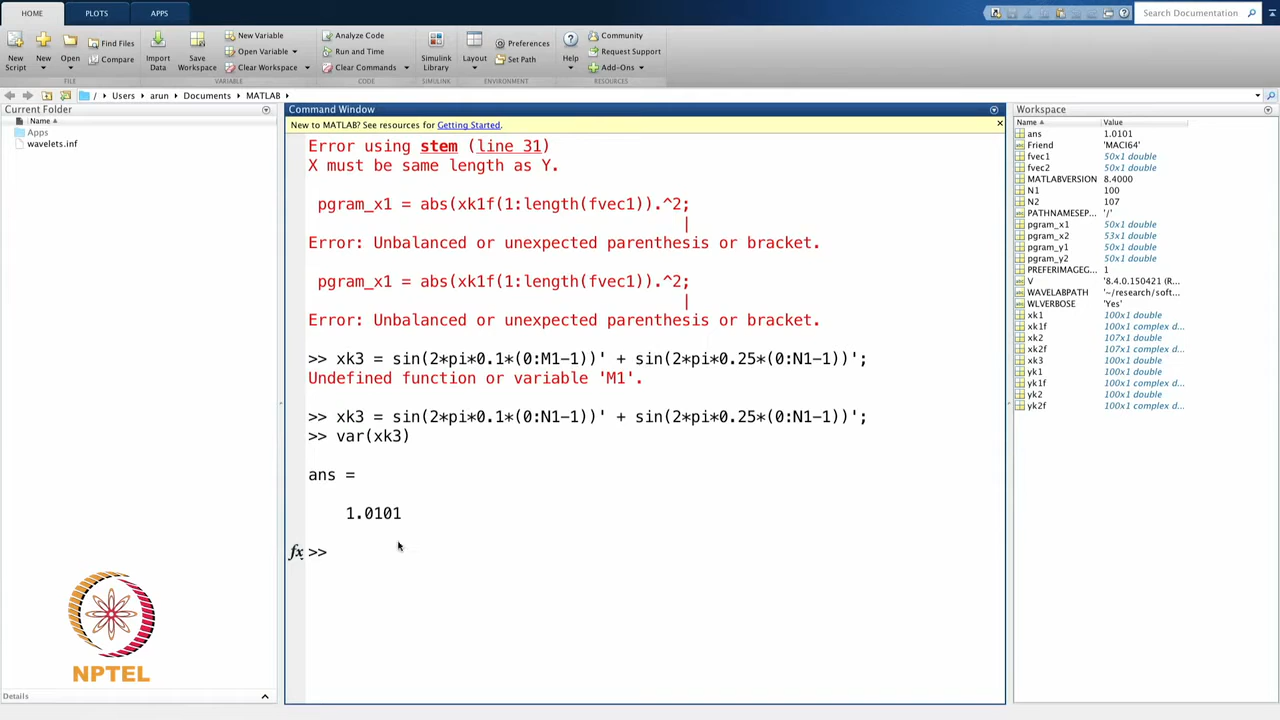 HOME PLOTS APPS
Search Documentation
New Script
New
Open
Find Files
Compare
FILE
Import Data
Save Workspace
New Variable
Open Variable
Clear Workspace
VARIABLE
Analyze Code
Run and Time
Clear Commands
CODE
Simulink Library
SIMULINK
Layout
Preferences
Set Path
ENVIRONMENT
Help
Community
Request Support
Add-Ons
RESOURCES
/ Users arun Documents MATLAB
Current Folder
Name
Apps
wavelets.inf
Details
Command Window
New to MATLAB? See resources for Getting Started.
Error using stem (line 31)
X must be same length as Y.
pgram_x1 = abs(xk1f(1:length(fvec1)).^2;
|
Error: Unbalanced or unexpected parenthesis or bracket.
pgram_x1 = abs(xk1f(1:length(fvec1)).^2;
|
Error: Unbalanced or unexpected parenthesis or bracket.
>> xk3 = sin(2*pi*0.1*(0:M1-1))' + sin(2*pi*0.25*(0:N1-1))';
Undefined function or variable 'M1'.
>> xk3 = sin(2*pi*0.1*(0:N1-1))' + sin(2*pi*0.25*(0:N1-1))';
>> var(xk3)
ans =
1.0101
fx >>
Workspace
Name Value
ans 1.0101
Friend 'MACI64'
fvec1 50x1 double
fvec2 50x1 double
MATLABVERSION 8.4000
N1 100
N2 107
PATHNAMESEP... '/'
pgram_x1 50x1 double
pgram_x2 53x1 double
pgram_y1 50x1 double
pgram_y2 50x1 double
PREFERIMAGEG... 1
V '8.4.0.150421 (R...
WAVELABPATH '~/research/soft...
WLVERBOSE 'Yes'
xk1 100x1 double
xk1f 100x1 complex d...
xk2 107x1 double
xk2f 107x1 complex d...
xk3 100x1 double
yk1 100x1 double
yk1f 100x1 complex d...
yk2 100x1 double
yk2f 100x1 complex d...
NPTEL